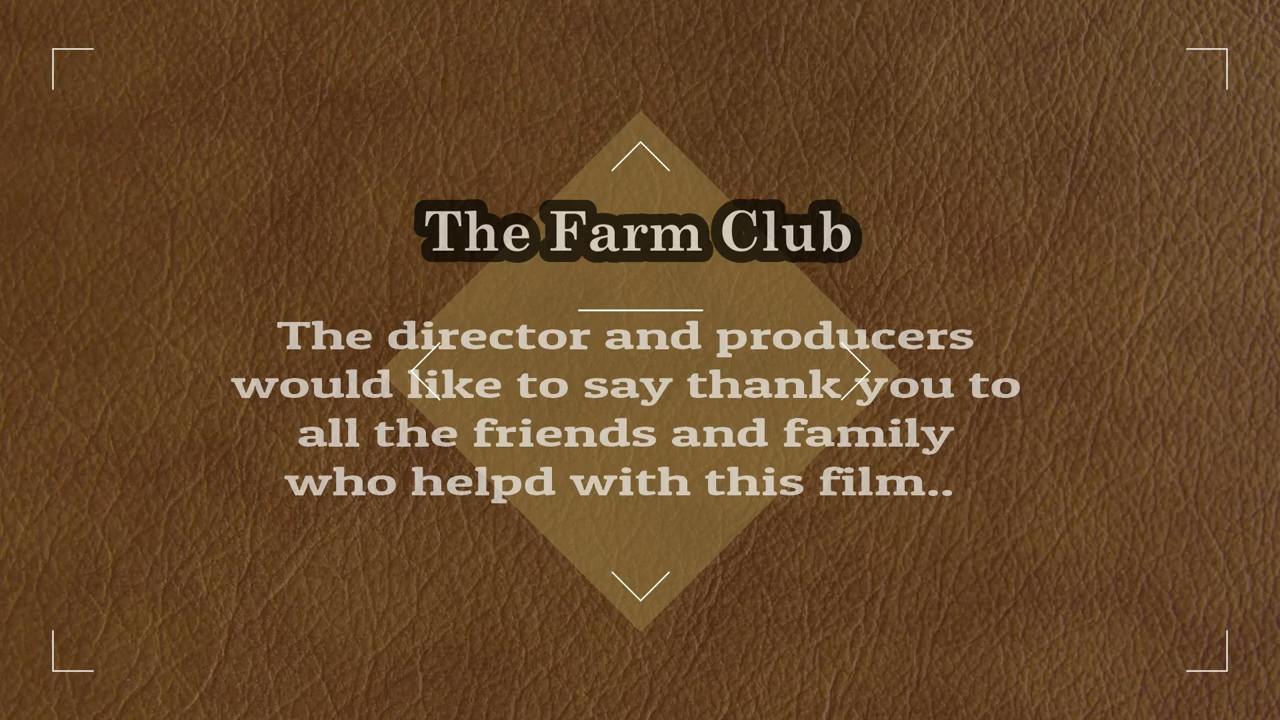 The Farm Club
The director and producers
would like to say thank you to
all the friends and family
who helpd with this film..